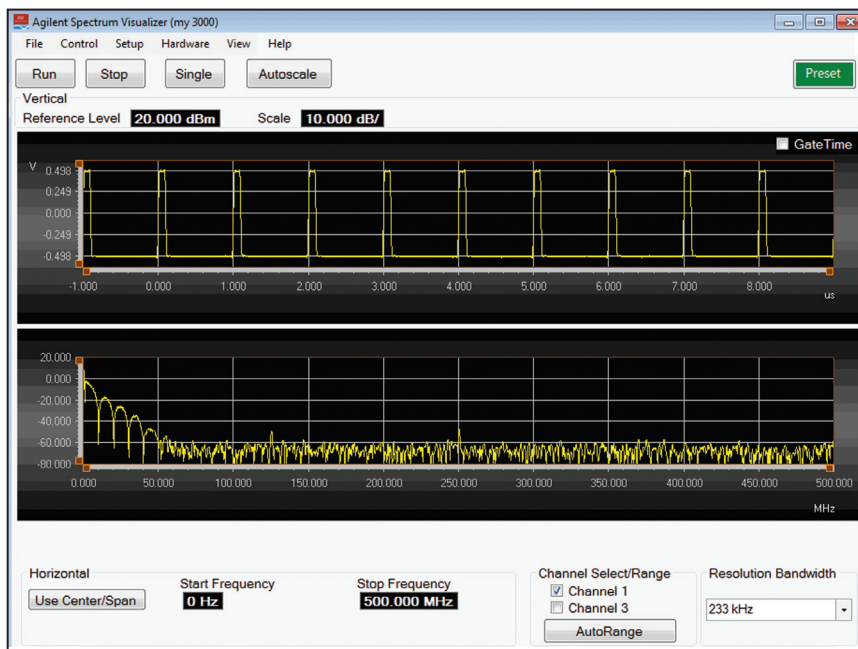 Agilent Spectrum Visualizer (my 3000)
File Control Setup Hardware View Help
Run Stop Single Autoscale Preset
Vertical
Reference Level 20.000 dBm Scale 10.000 dB/
GateTime
V
0.498
0.249
0.000
-0.249
-0.498
-1.000 0.000 1.000 2.000 3.000 4.000 5.000 6.000 7.000 8.000
us
20.000
0.000
-20.000
-40.000
-60.000
-80.000
0.000 50.000 100.000 150.000 200.000 250.000 300.000 350.000 400.000 450.000 500.000
MHz
Horizontal
Use Center/Span
Start Frequency
0 Hz
Stop Frequency
500.000 MHz
Channel Select/Range
Channel 1
Channel 3
AutoRange
Resolution Bandwidth
233 kHz